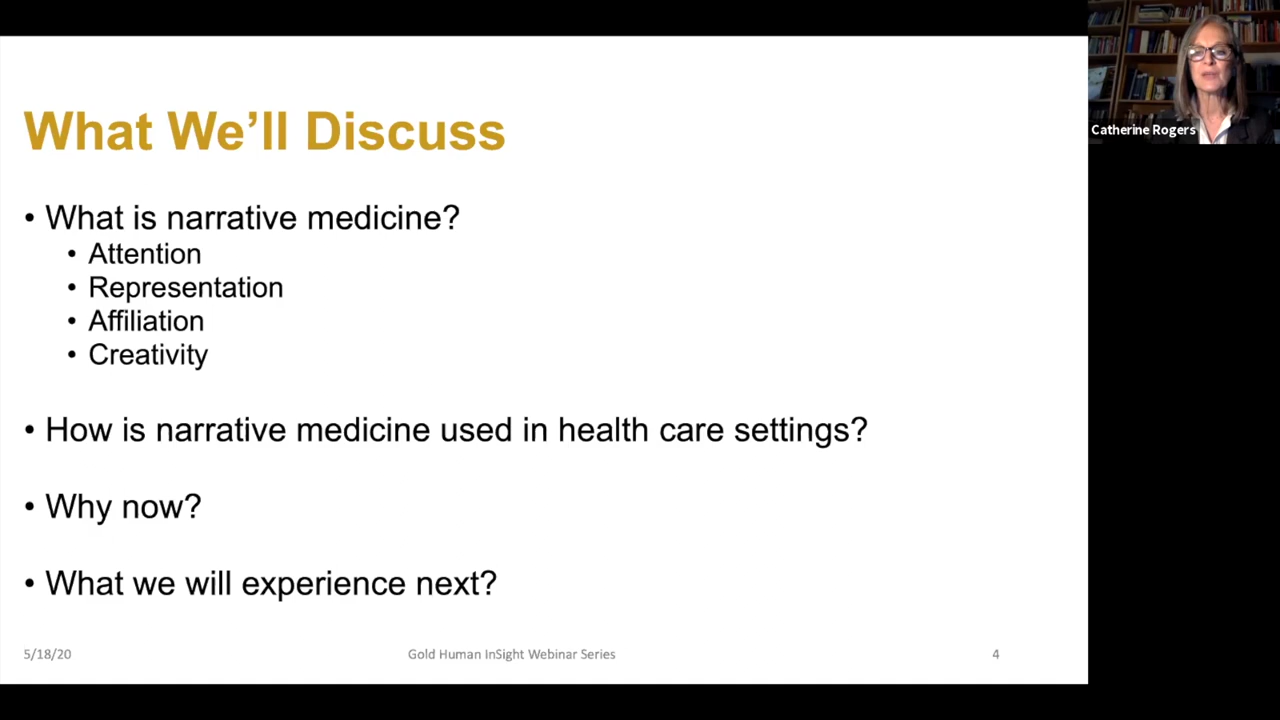 What We’ll Discuss
• What is narrative medicine?
• Attention
• Representation
• Affiliation
• Creativity
• How is narrative medicine used in health care settings?
• Why now?
• What we will experience next?
5/18/20
Gold Human InSight Webinar Series
4
Catherine Rogers